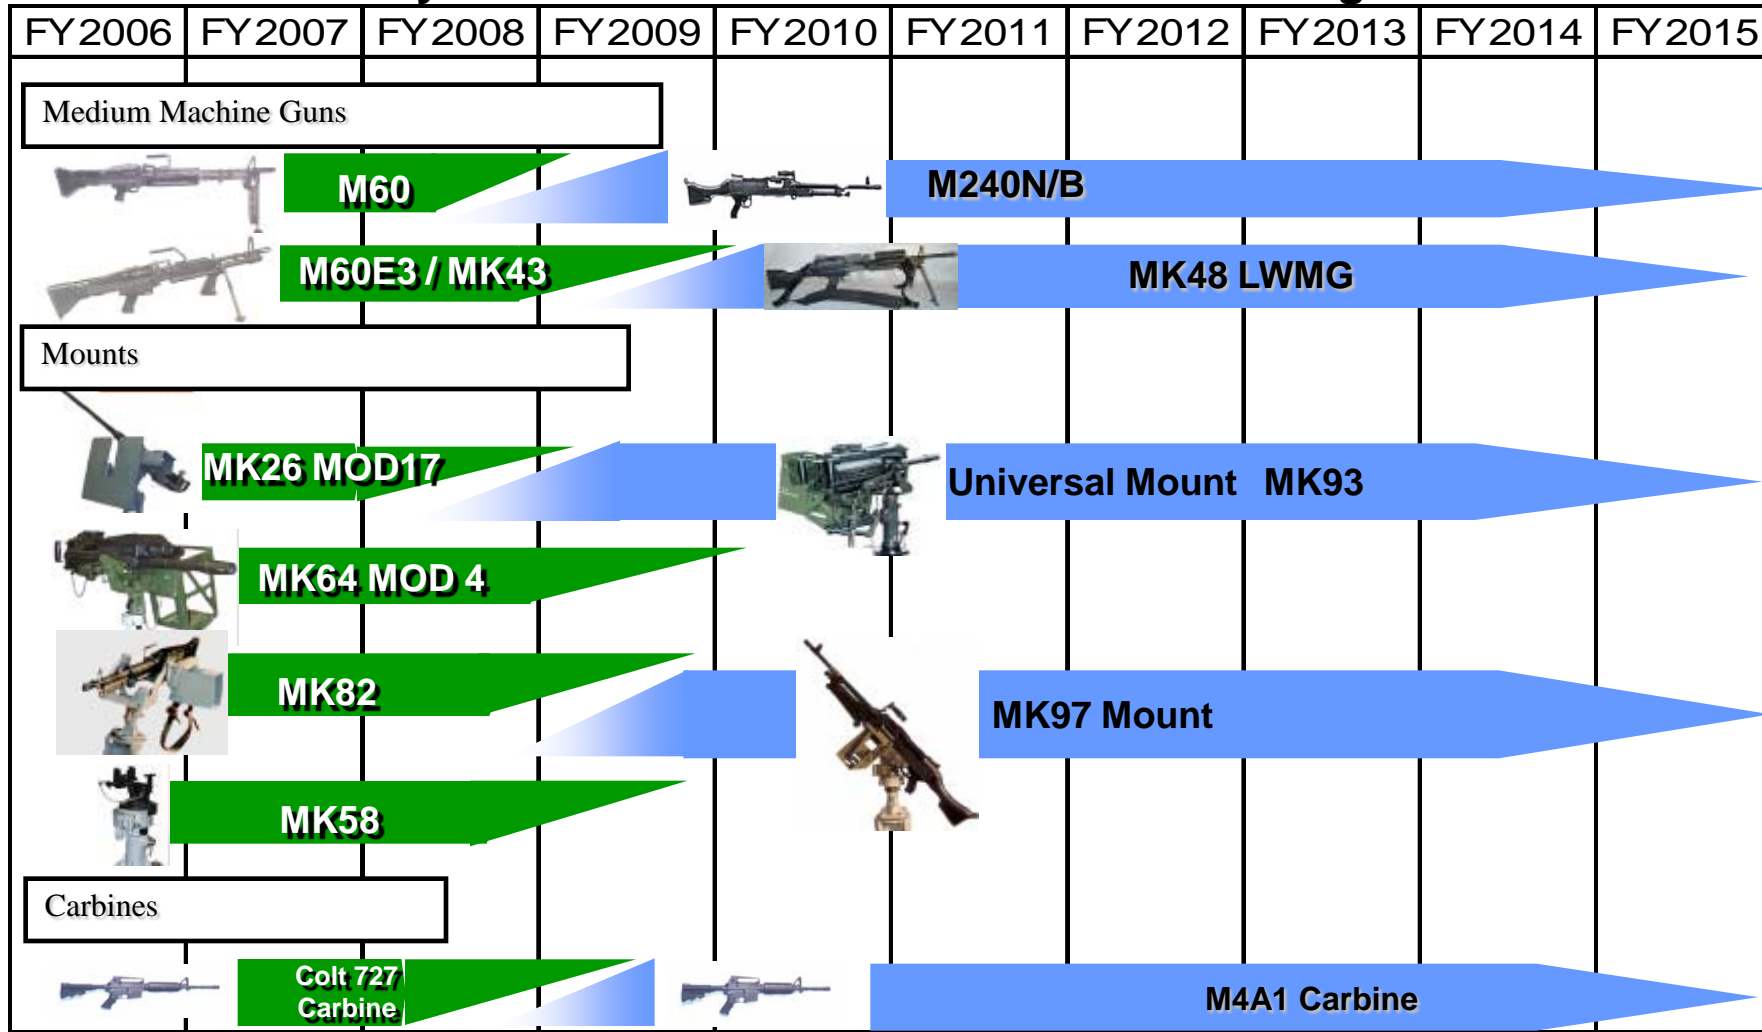 FY2006 FY2007 FY2008 FY2009 FY2010 FY2011 FY2012 FY2013 FY2014 FY2015
Medium Machine Guns
M60
M240N/B
M60E3 / MK43
MK48 LWMG
Mounts
MK26 MOD17
Universal Mount MK93
MK64 MOD 4
MK82
MK97 Mount
MK58
Carbines
Colt 727
Carbine
M4A1 Carbine